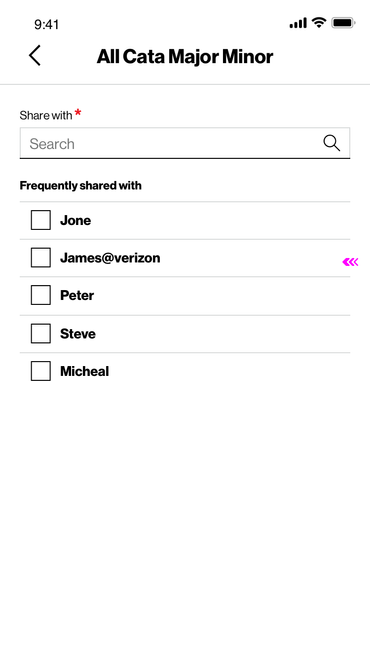 9:41
All Cata Major Minor
Share with *
Search
Frequently shared with
Jone
James@verizon
Peter
Steve
Micheal